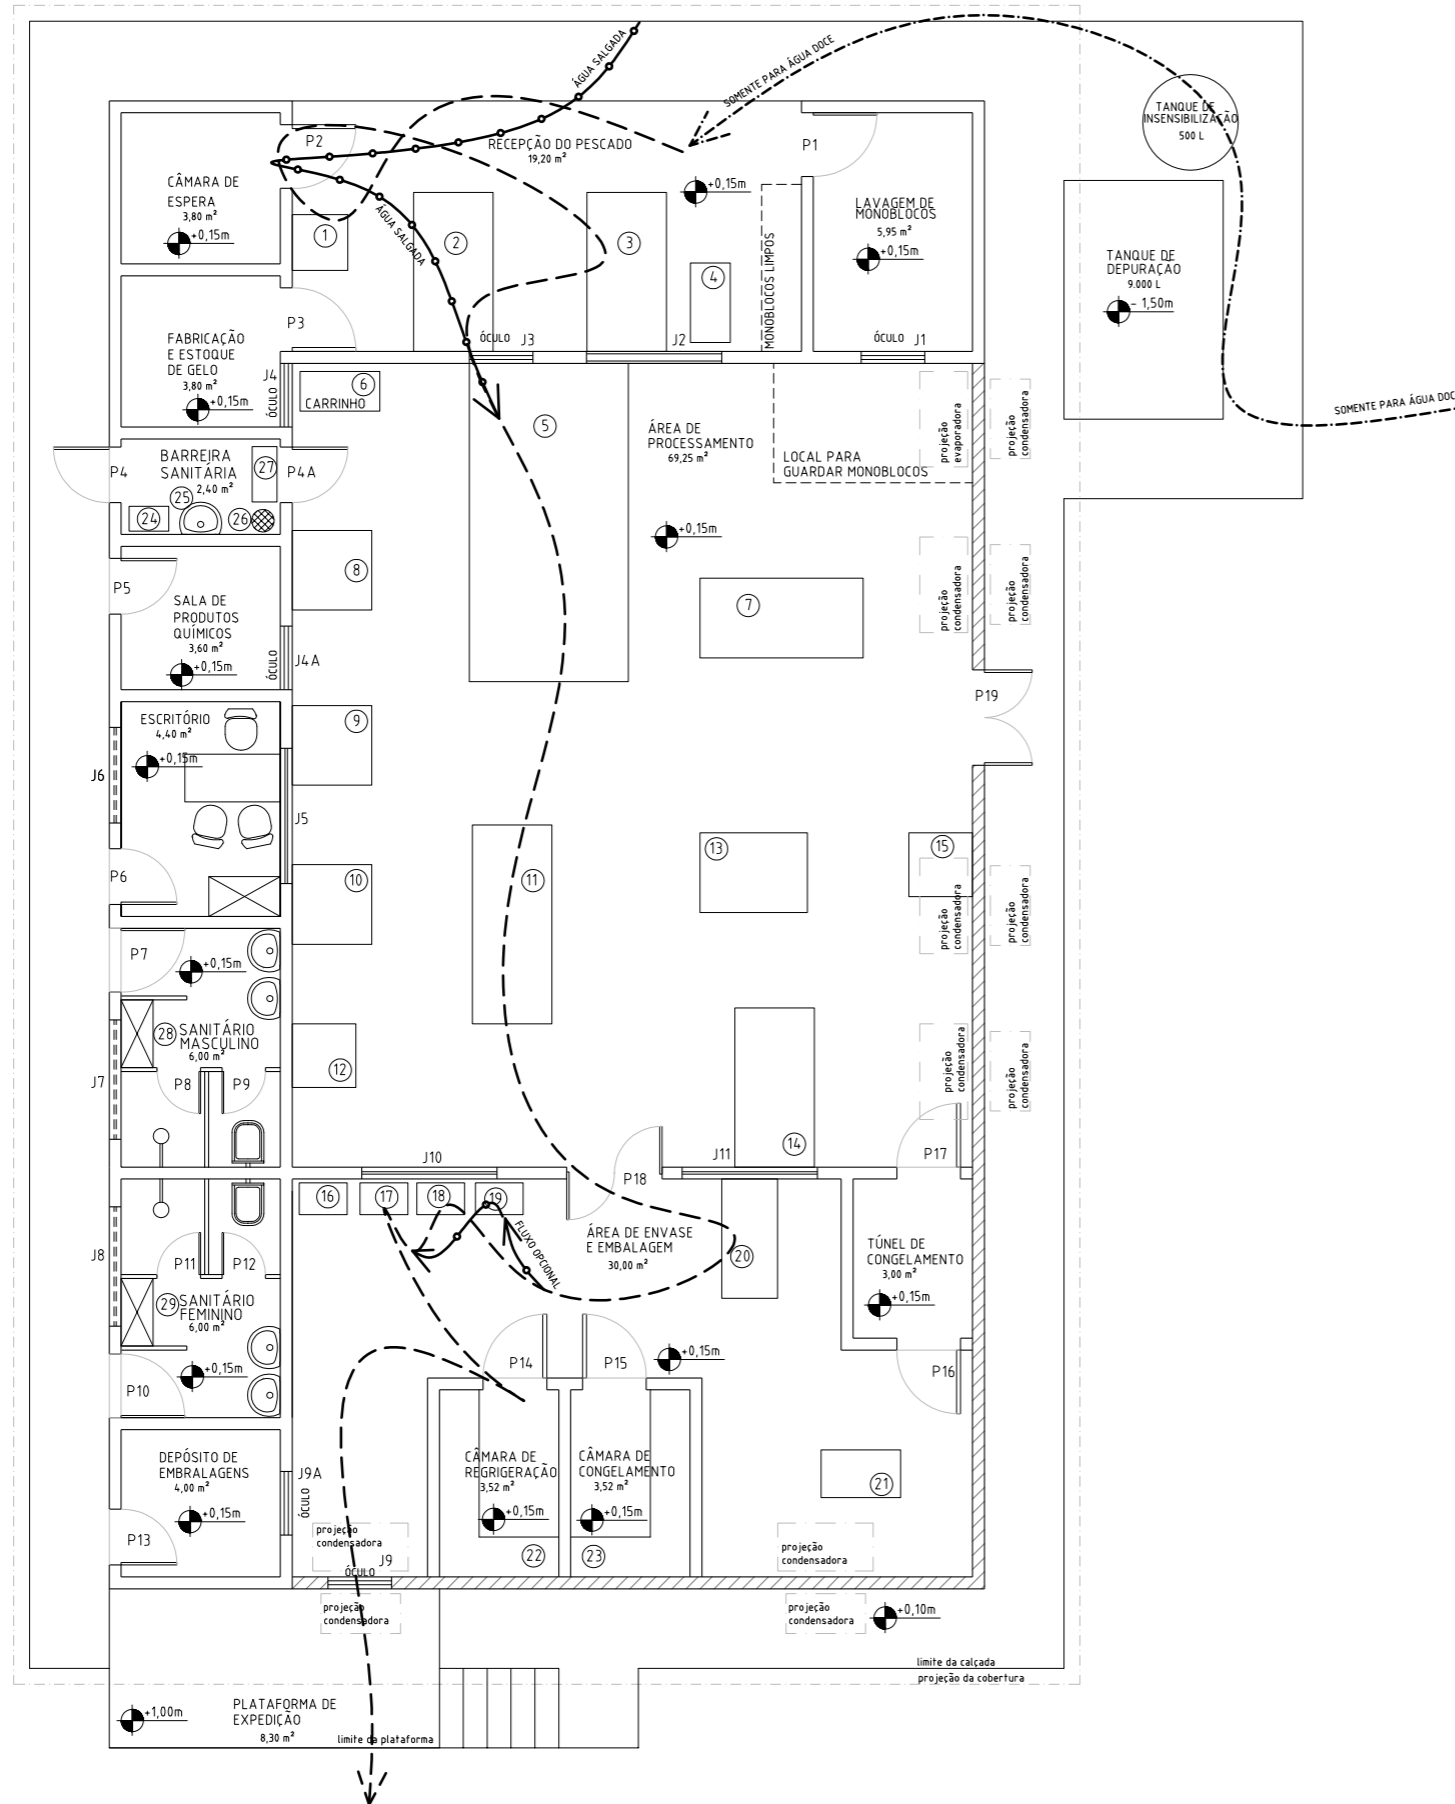 ÁGUA SALGADA
SOMENTE PARA ÁGUA DOCE
TANQUE DE
INSENSIBILIZAÇÃO
500 L
P2
RECEPÇÃO DO PESCADO
19,20 m²
P1
+0,15m
CÂMARA DE
ESPERA
3,80 m²
+0,15m
1
ÁGUA SALGADA
2
3
4
MONOBLOCOS LIMPOS
LAVAGEM DE
MONOBLOCOS
5,95 m²
+0,15m
TANQUE DE
DEPURAÇÃO
9.000 L
- 1,50m
P3
FABRICAÇÃO
E ESTOQUE
DE GELO
3,80 m²
+0,15m
ÓCULO J3
J2
ÓCULO J1
J4
ÓCULO
6
CARRINHO
5
ÁREA DE
PROCESSAMENTO
69,25 m²
LOCAL PARA
GUARDAR MONOBLOCOS
projeção
evaporadora
projeção
condensadora
SOMENTE PARA ÁGUA DOC
P4
BARREIRA
SANITÁRIA
2,40 m²
27
P4A
25
24
26
+0,15m
8
7
projeção
condensadora
projeção
condensadora
P5
SALA DE
PRODUTOS
QUÍMICOS
3,60 m²
+0,15m
ÓCULO
J4A
P19
ESCRITÓRIO
4,40 m²
+0,15m
9
J6
J5
P6
10
11
13
15
projeção
condensadora
projeção
condensadora
P7
+0,15m
28
SANITÁRIO
MASCULINO
6,00 m²
12
J7
P8
P9
projeção
condensadora
projeção
condensadora
14
J10
J11
P17
P18
16
17
18
19
FLUXO OPCIONAL
ÁREA DE ENVASE
E EMBALAGEM
30,00 m²
20
TÚNEL DE
CONGELAMENTO
3,00 m²
+0,15m
J8
P11
P12
29
SANITÁRIO
FEMININO
6,00 m²
+0,15m
P10
P14
P15
+0,15m
P16
DEPÓSITO DE
EMBRALAGENS
4,00 m²
+0,15m
J9A
ÓCULO
P13
CÂMARA DE
REGRIGERAÇÃO
3,52 m²
+0,15m
22
CÂMARA DE
CONGELAMENTO
3,52 m²
+0,15m
23
21
projeção
condensadora
J9
ÓCULO
projeção
condensadora
projeção
condensadora
projeção
condensadora
+0,10m
limite da calçada
projeção da cobertura
+1,00m
PLATAFORMA DE
EXPEDIÇÃO
8,30 m²
limite da plataforma